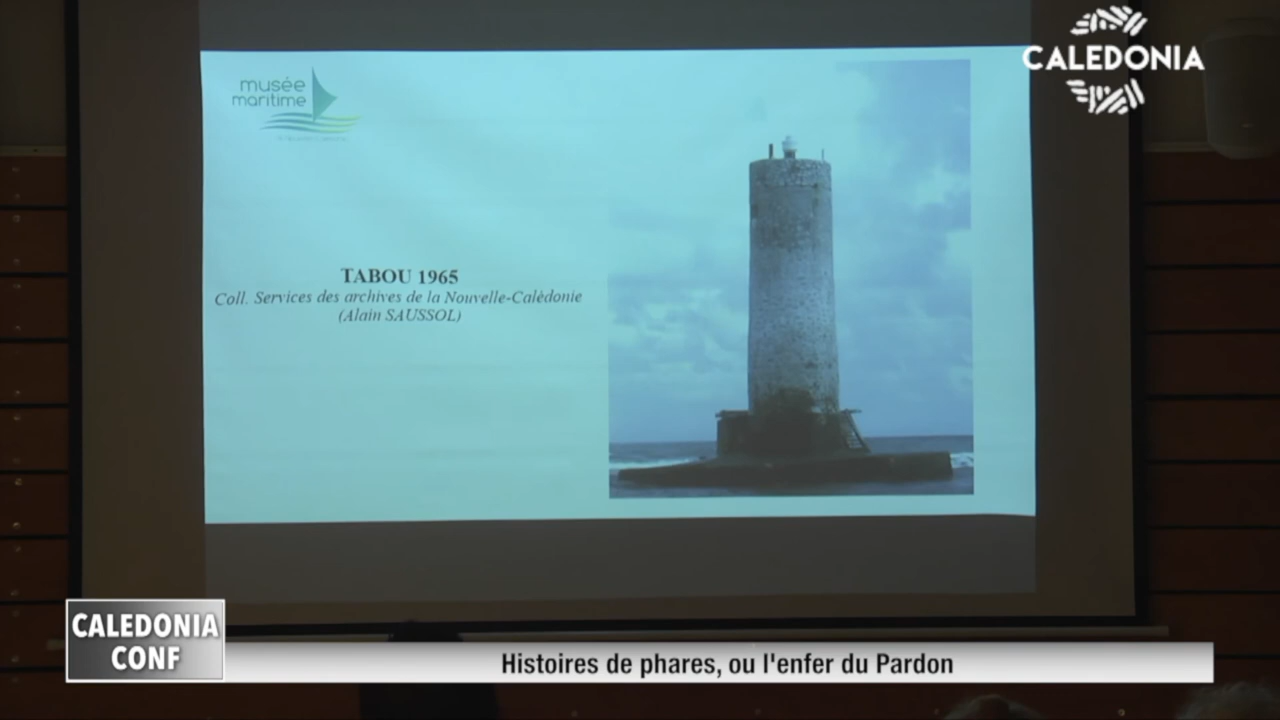 musée
maritime
CALEDONIA
TABOU 1965
Coll. Services des archives de la Nouvelle-Calédonie
(Alain SAUSSOL)
CALEDONIA
CONF
Histoires de phares, ou l'enfer du Pardon